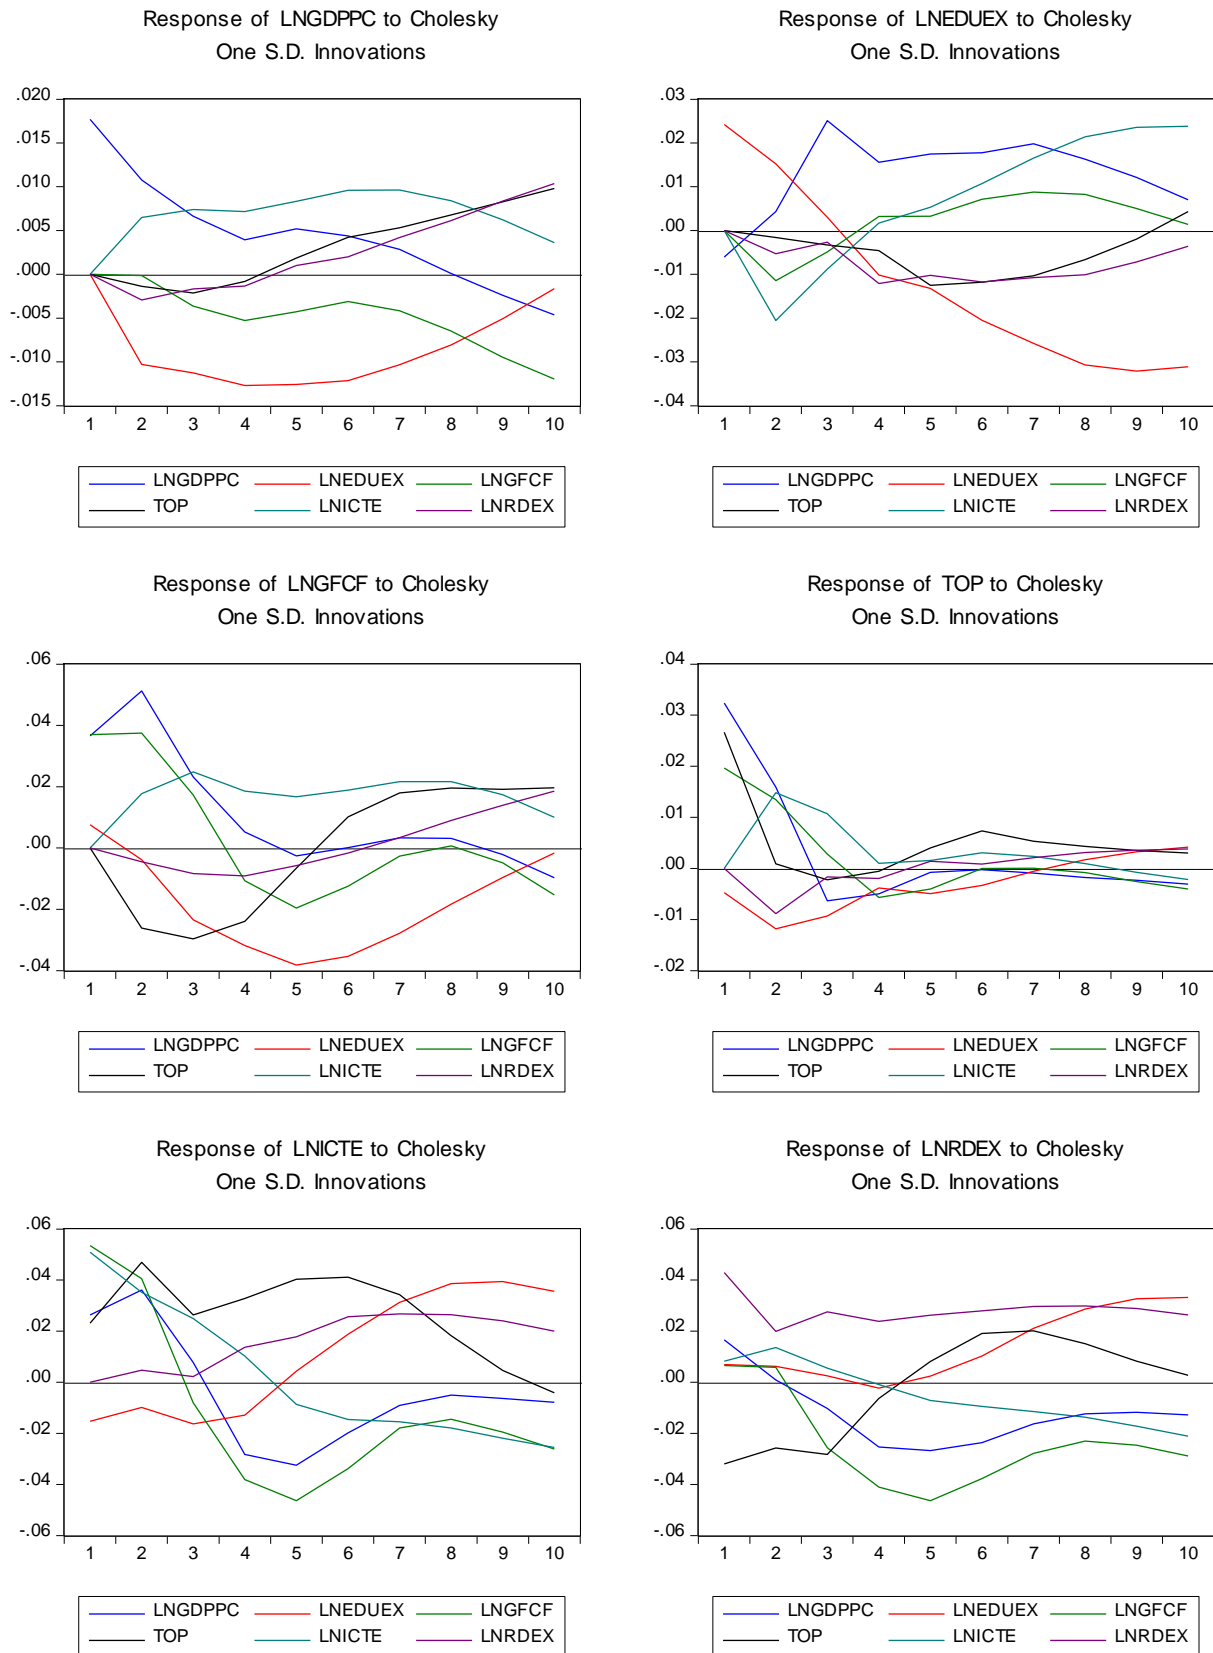 Response of LNGDPPC to Cholesky
One S.D. Innovations
.020
.015
.010
.005
.000
-.005
-.010
-.015
1 2 3 4 5 6 7 8 9 10
LNGDPPC LNEDUEX LNGFCF
TOP LNICTE LNRDEX
Response of LNEDUEX to Cholesky
One S.D. Innovations
.03
.02
.01
.00
-.01
-.02
-.03
-.04
1 2 3 4 5 6 7 8 9 10
LNGDPPC LNEDUEX LNGFCF
TOP LNICTE LNRDEX
Response of LNGFCF to Cholesky
One S.D. Innovations
.06
.04
.02
.00
-.02
-.04
1 2 3 4 5 6 7 8 9 10
LNGDPPC LNEDUEX LNGFCF
TOP LNICTE LNRDEX
Response of TOP to Cholesky
One S.D. Innovations
.04
.03
.02
.01
.00
-.01
-.02
1 2 3 4 5 6 7 8 9 10
LNGDPPC LNEDUEX LNGFCF
TOP LNICTE LNRDEX
Response of LNICTE to Cholesky
One S.D. Innovations
.06
.04
.02
.00
-.02
-.04
-.06
1 2 3 4 5 6 7 8 9 10
LNGDPPC LNEDUEX LNGFCF
TOP LNICTE LNRDEX
Response of LNRDEX to Cholesky
One S.D. Innovations
.06
.04
.02
.00
-.02
-.04
-.06
1 2 3 4 5 6 7 8 9 10
LNGDPPC LNEDUEX LNGFCF
TOP LNICTE LNRDEX